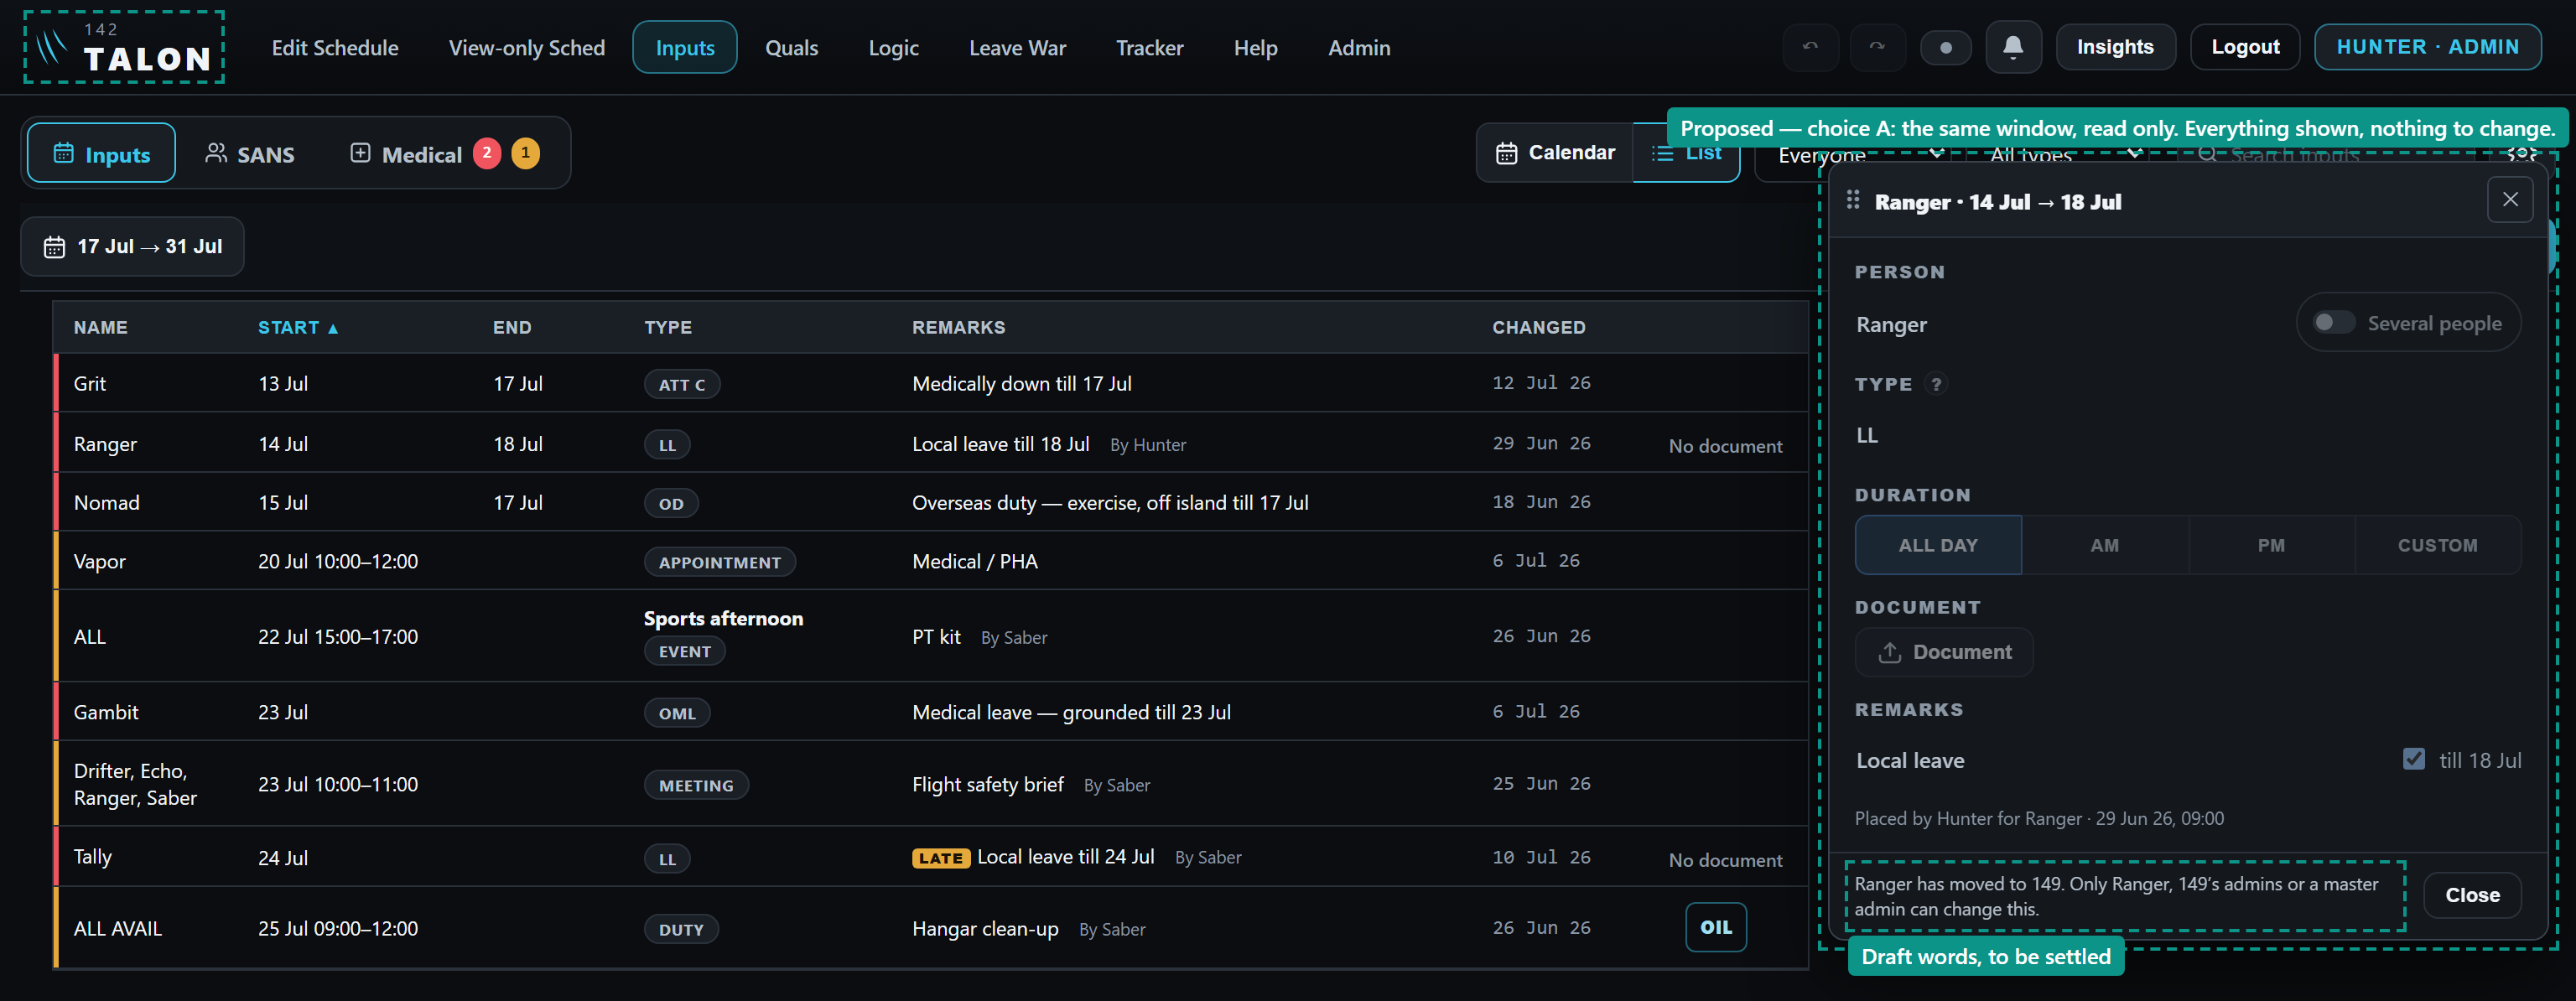 142
TALON
Edit Schedule
View-only Sched
Inputs
Quals
Logic
Leave War
Tracker
Help
Admin
Insights
Logout
HUNTER · ADMIN
Inputs
SANS
Medical 2 1
Calendar
List
Everyone
All types
Search inputs
Proposed — choice A: the same window, read only. Everything shown, nothing to change.
17 Jul → 31 Jul
NAME START ▲ END TYPE REMARKS CHANGED
Grit 13 Jul 17 Jul ATT C Medically down till 17 Jul 12 Jul 26
Ranger 14 Jul 18 Jul LL Local leave till 18 Jul By Hunter 29 Jun 26 No document
Nomad 15 Jul 17 Jul OD Overseas duty — exercise, off island till 17 Jul 18 Jun 26
Vapor 20 Jul 10:00–12:00 APPOINTMENT Medical / PHA 6 Jul 26
Sports afternoon
ALL 22 Jul 15:00–17:00 EVENT PT kit By Saber 26 Jun 26
Gambit 23 Jul OML Medical leave — grounded till 23 Jul 6 Jul 26
Drifter, Echo,
Ranger, Saber 23 Jul 10:00–11:00 MEETING Flight safety brief By Saber 25 Jun 26
Tally 24 Jul LL LATE Local leave till 24 Jul By Saber 10 Jul 26 No document
ALL AVAIL 25 Jul 09:00–12:00 DUTY Hangar clean-up By Saber 26 Jun 26 OIL
Ranger · 14 Jul → 18 Jul
PERSON
Ranger
Several people
TYPE ?
LL
DURATION
ALL DAY AM PM CUSTOM
DOCUMENT
Document
REMARKS
Local leave
till 18 Jul
Placed by Hunter for Ranger · 29 Jun 26, 09:00
Ranger has moved to 149. Only Ranger, 149's admins or a master
admin can change this.
Close
Draft words, to be settled